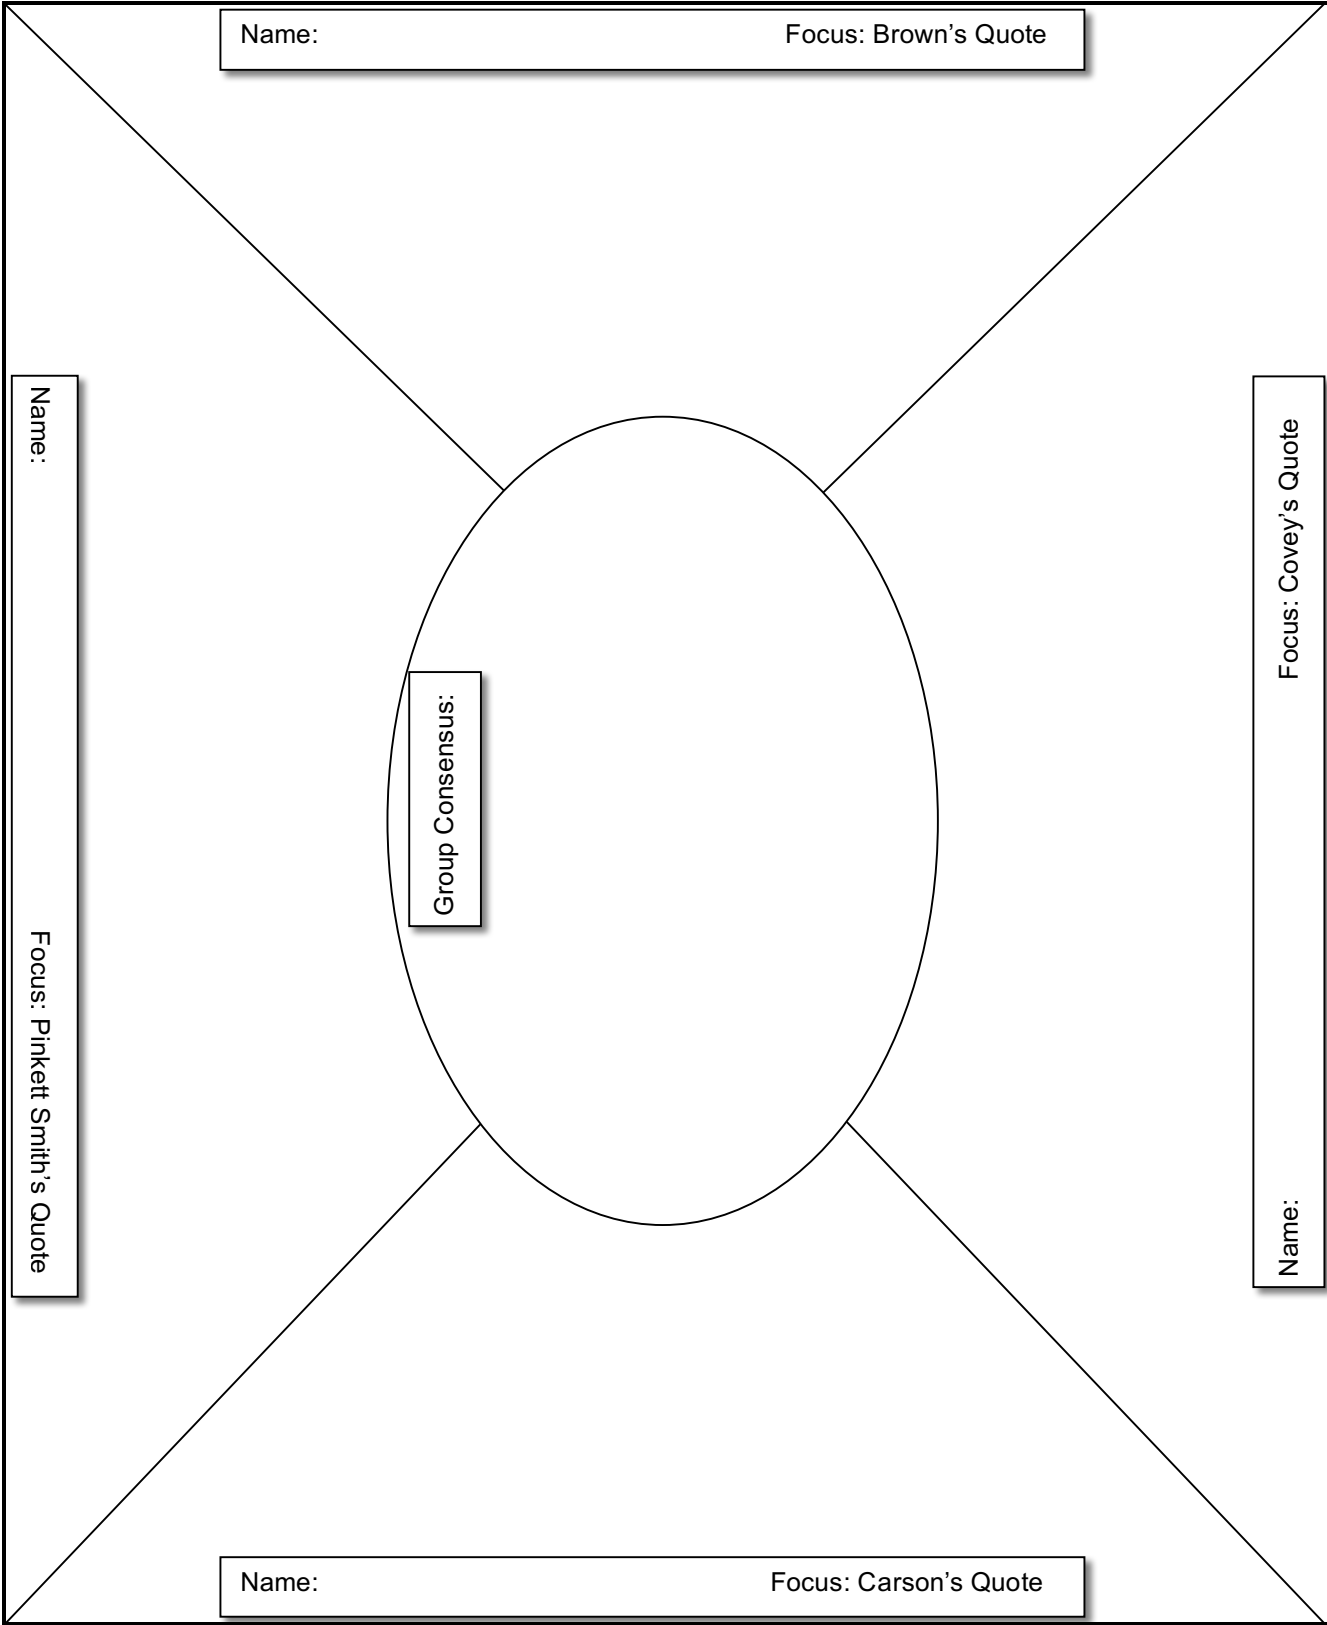 Name: Focus: Brown’s Quote
Name: Focus: Pinkett Smith’s Quote
Group Consensus:
Name: Focus: Covey’s Quote
Name: Focus: Carson’s Quote